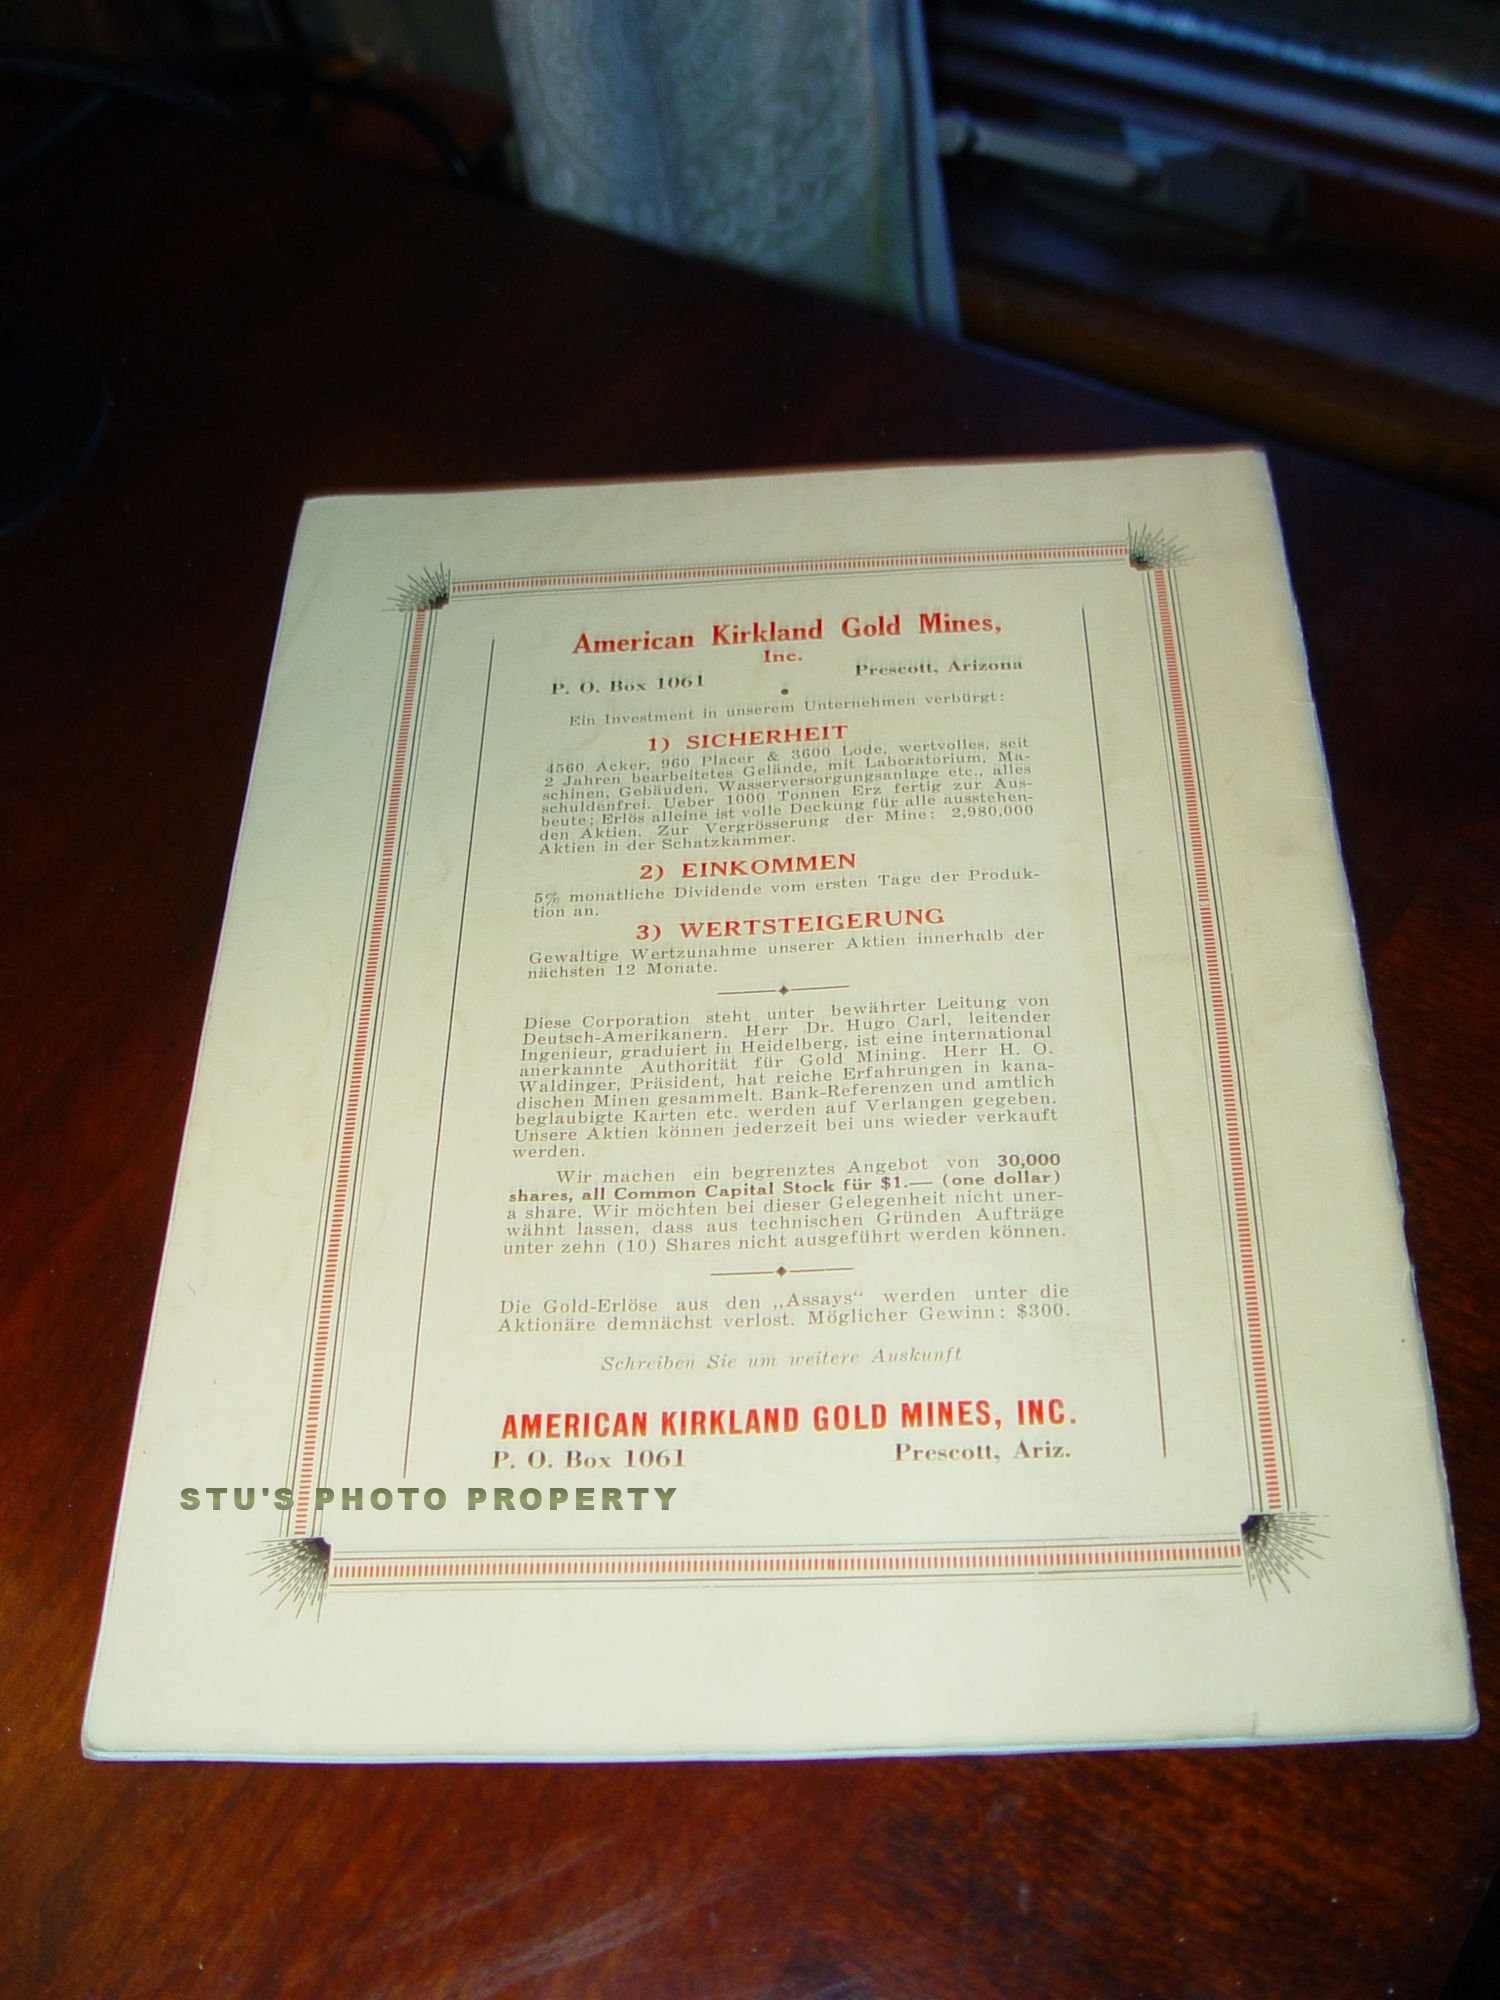 American Kirkland Gold Mines,
Inc.
P. O. Box 1061 Prescott, Arizona
Ein Investment in unserem Unternehmen verbürgt:
1) SICHERHEIT
4560 Acker, 960 Placer & 3600 Lode, wertvolles, seit
2 Jahren bearbeitetes Gelände, mit Laboratorium, Ma-
schinen, Gebäuden, Wasserversorgungsanlage etc., alles
schuldenfrei. Ueber 1000 Tonnen Erz fertig zur Aus-
beute; Erlös alleine ist volle Deckung für alle ausstehen-
den Aktien. Zur Vergrösserung der Mine: 2,980,000
Aktien in der Schatzkammer.
2) EINKOMMEN
5% monatliche Dividende vom ersten Tage der Produk-
tion an.
3) WERTSTEIGERUNG
Gewaltige Wertzunahme unserer Aktien innerhalb der
nächsten 12 Monate.
Diese Corporation steht unter bewährter Leitung von
Deutsch-Amerikanern. Herr Dr. Hugo Carl, leitender
Ingenieur, graduiert in Heidelberg, ist eine international
anerkannte Authorität für Gold Mining. Herr H. O.
Waldinger, Präsident, hat reiche Erfahrungen in kana-
dischen Minen gesammelt. Bank-Referenzen und amtlich
beglaubigte Karten etc. werden auf Verlangen gegeben.
Unsere Aktien können jederzeit bei uns wieder verkauft
werden.
Wir machen ein begrenztes Angebot von 30,000
shares, all Common Capital Stock für $1.— (one dollar)
a share. Wir möchten bei dieser Gelegenheit nicht uner-
wähnt lassen, dass aus technischen Gründen Aufträge
unter zehn (10) Shares nicht ausgeführt werden können.
Die Gold-Erlöse aus den „Assays“ werden unter die
Aktionäre demnächst verlost. Möglicher Gewinn: $300.
Schreiben Sie um weitere Auskunft
AMERICAN KIRKLAND GOLD MINES, INC.
P. O. Box 1061 Prescott, Ariz.
STU'S PHOTO PROPERTY